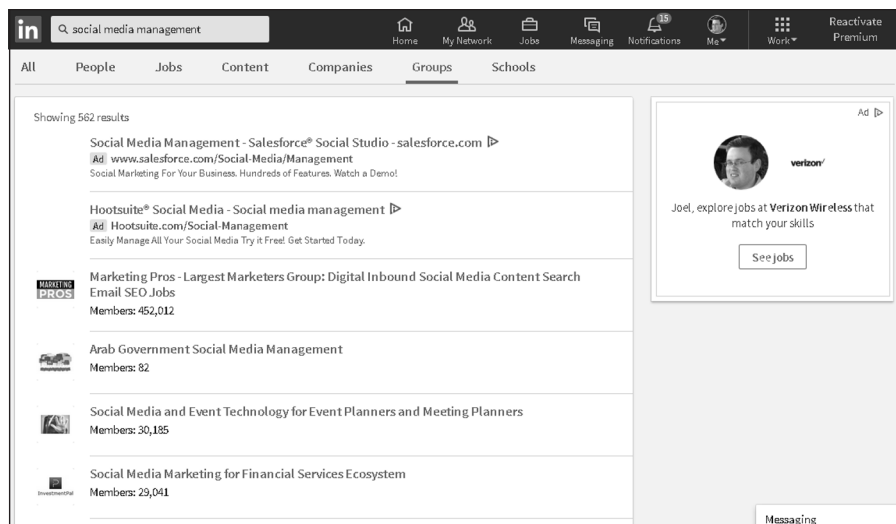 in
social media management
Home
My Network
Jobs
Messaging
15
Notifications
Me
Work
Reactivate
Premium
All People Jobs Content Companies Groups Schools
Showing 562 results
Social Media Management - Salesforce® Social Studio - salesforce.com
Ad www.salesforce.com/Social-Media/Management
Social Marketing For Your Business. Hundreds of Features. Watch a Demo!
Hootsuite® Social Media - Social media management
Ad Hootsuite.com/Social-Management
Easily Manage All Your Social Media Try it Free! Get Started Today.
MARKETING
PROS
Marketing Pros - Largest Marketers Group: Digital Inbound Social Media Content Search
Email SEO Jobs
Members: 452,012
Arab Government Social Media Management
Members: 82
Social Media and Event Technology for Event Planners and Meeting Planners
Members: 30,185
InvestmentPal
Social Media Marketing for Financial Services Ecosystem
Members: 29,041
Ad
verizon
Joel, explore jobs at Verizon Wireless that
match your skills
See jobs
Messaging